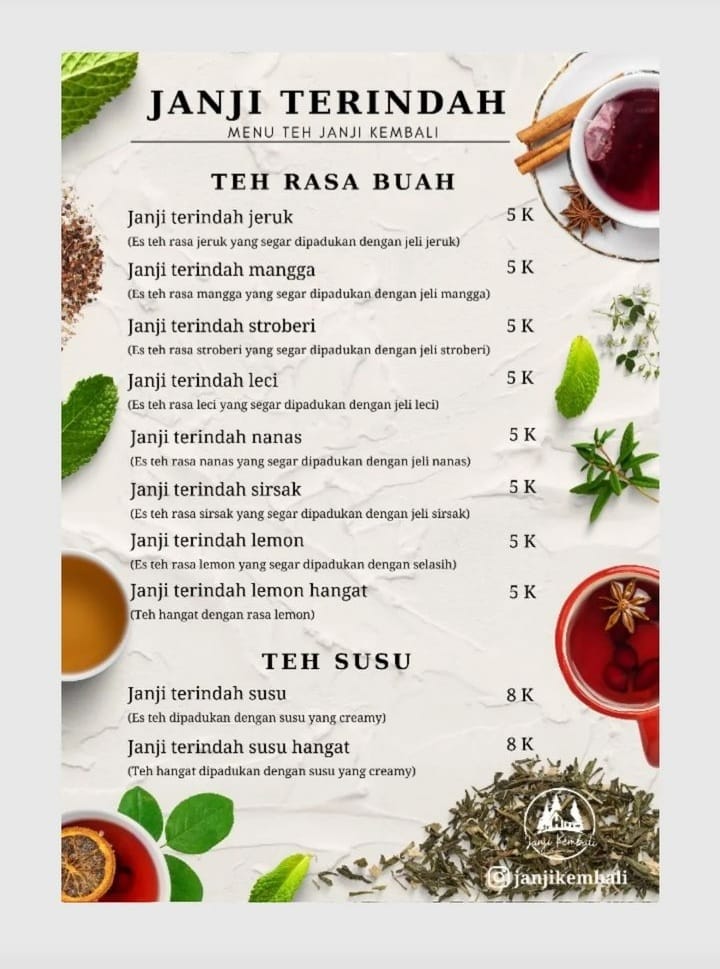 JANJI TERINDAH
MENU TEH JANJI KEMBALI
TEH RASA BUAH
Janji terindah jeruk 5 K
(Es teh rasa jeruk yang segar dipadukan dengan jeli jeruk)
Janji terindah mangga 5 K
(Es teh rasa mangga yang segar dipadukan dengan jeli mangga)
Janji terindah stroberi 5 K
(Es teh rasa stroberi yang segar dipadukan dengan jeli stroberi)
Janji terindah leci 5 K
(Es teh rasa leci yang segar dipadukan dengan jeli leci)
Janji terindah nanas 5 K
(Es teh rasa nanas yang segar dipadukan dengan jeli nanas)
Janji terindah sirsak 5 K
(Es teh rasa sirsak yang segar dipadukan dengan jeli sirsak)
Janji terindah lemon 5 K
(Es teh rasa lemon yang segar dipadukan dengan selasih)
Janji terindah lemon hangat 5 K
(Teh hangat dengan rasa lemon)
TEH SUSU
Janji terindah susu 8 K
(Es teh dipadukan dengan susu yang creamy)
Janji terindah susu hangat 8 K
(Teh hangat dipadukan dengan susu yang creamy)
Janji Kembali
janjikembali